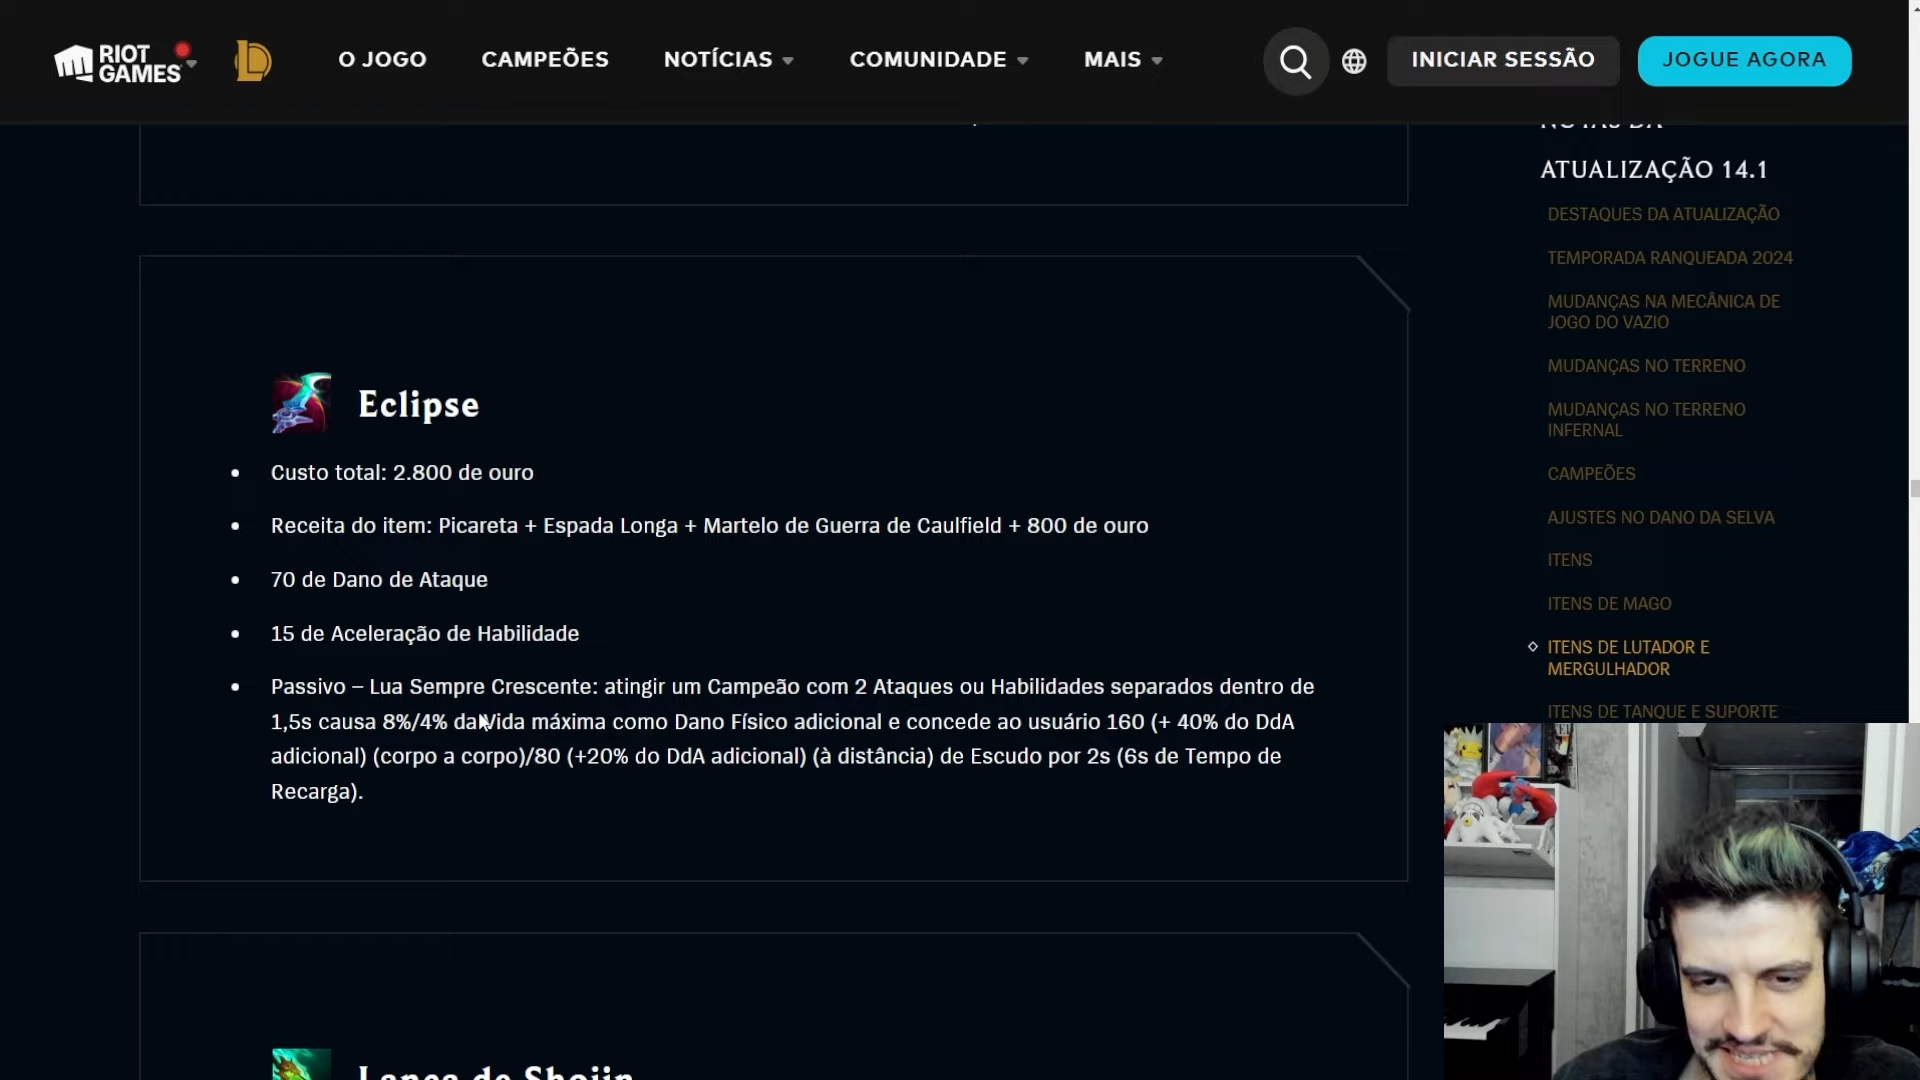 RIOT GAMES
O JOGO
CAMPEÕES
NOTÍCIAS
COMUNIDADE
MAIS
INICIAR SESSÃO
JOGUE AGORA
Eclipse
Custo total: 2.800 de ouro
Receita do item: Picareta + Espada Longa + Martelo de Guerra de Caulfield + 800 de ouro
70 de Dano de Ataque
15 de Aceleração de Habilidade
Passivo – Lua Sempre Crescente: atingir um Campeão com 2 Ataques ou Habilidades separados dentro de
1,5s causa 8%/4% da Vida máxima como Dano Físico adicional e concede ao usuário 160 (+ 40% do DdA
adicional) (corpo a corpo)/80 (+20% do DdA adicional) (à distância) de Escudo por 2s (6s de Tempo de
Recarga).
Lança de Shojin
NOTAS DA
ATUALIZAÇÃO 14.1
DESTAQUES DA ATUALIZAÇÃO
TEMPORADA RANQUEADA 2024
MUDANÇAS NA MECÂNICA DE
JOGO DO VAZIO
MUDANÇAS NO TERRENO
MUDANÇAS NO TERRENO
INFERNAL
CAMPEÕES
AJUSTES NO DANO DA SELVA
ITENS
ITENS DE MAGO
ITENS DE LUTADOR E
MERGULHADOR
ITENS DE TANQUE E SUPORTE